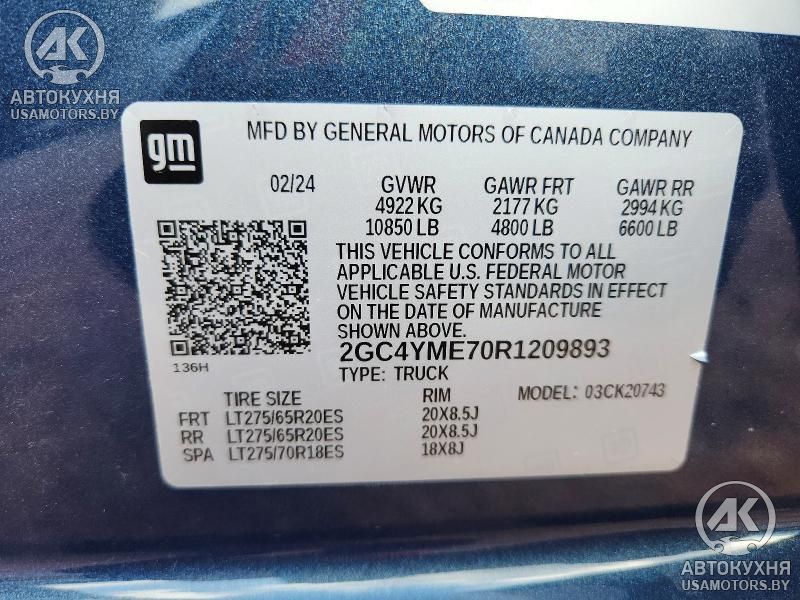 AK
АВТОКУХНЯ
USAMOTORS.BY
gm
MFD BY GENERAL MOTORS OF CANADA COMPANY
02/24 GVWR GAWR FRT GAWR RR
4922 KG 2177 KG 2994 KG
10850 LB 4800 LB 6600 LB
THIS VEHICLE CONFORMS TO ALL
APPLICABLE U.S. FEDERAL MOTOR
VEHICLE SAFETY STANDARDS IN EFFECT
ON THE DATE OF MANUFACTURE
SHOWN ABOVE.
2GC4YME70R1209893
136H
TYPE: TRUCK
TIRE SIZE RIM MODEL: 03CK20743
FRT LT275/65R20ES 20X8.5J
RR LT275/65R20ES 20X8.5J
SPA LT275/70R18ES 18X8J
AK
АВТОКУХНЯ
USAMOTORS.BY